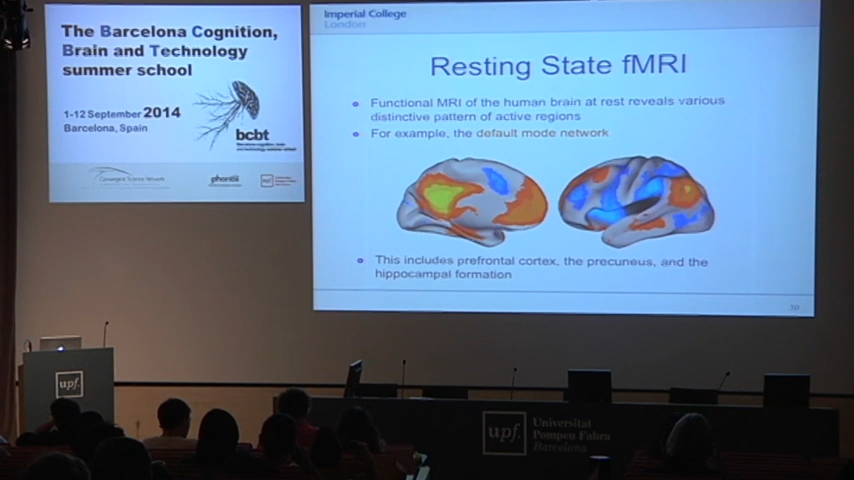 The Barcelona Cognition,
Brain and Technology
summer school
1-12 September 2014
Barcelona, Spain
bcbt
Convergent Science Network
upf.
Imperial College
London
Resting State fMRI
Functional MRI of the human brain at rest reveals various
distinctive pattern of active regions
For example, the default mode network
This includes prefrontal cortex, the precuneus, and the
hippocampal formation
10
upf.
upf.
Universitat
Pompeu Fabra
Barcelona